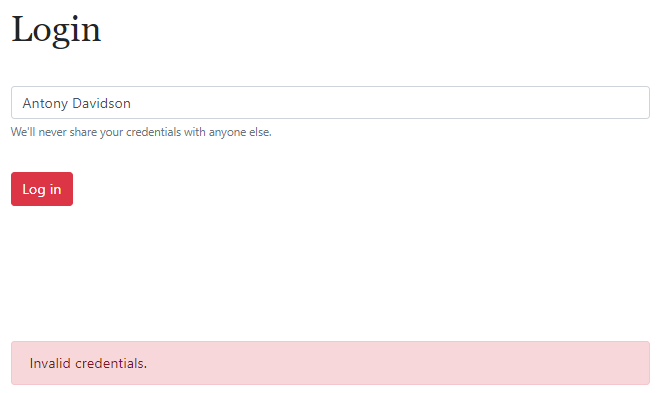 Login
Antony Davidson
We'll never share your credentials with anyone else.
Log in
Invalid credentials.